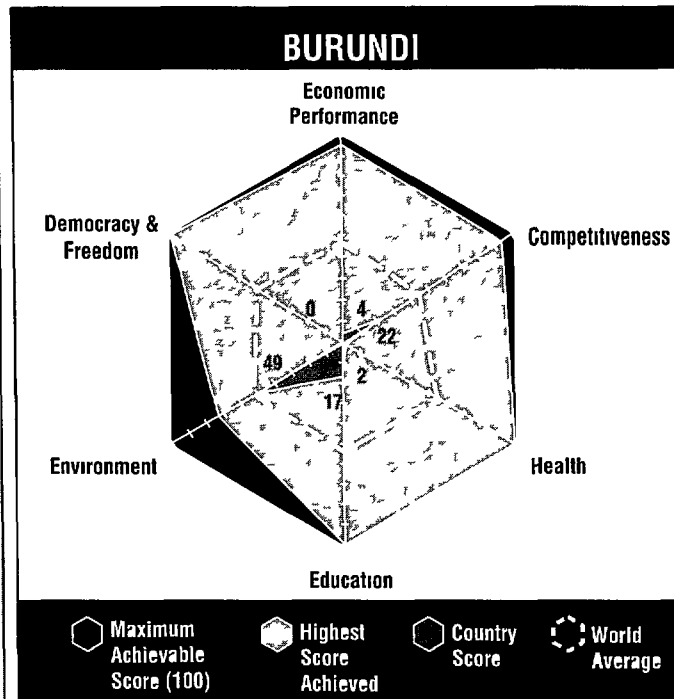 BURUNDI
Economic
Performance
Democracy &
Freedom
Competitiveness
0
4
22
49
2
17
Environment
Health
Education
Maximum
Achievable
Score (100)
Highest
Score
Achieved
Country
Score
World
Average